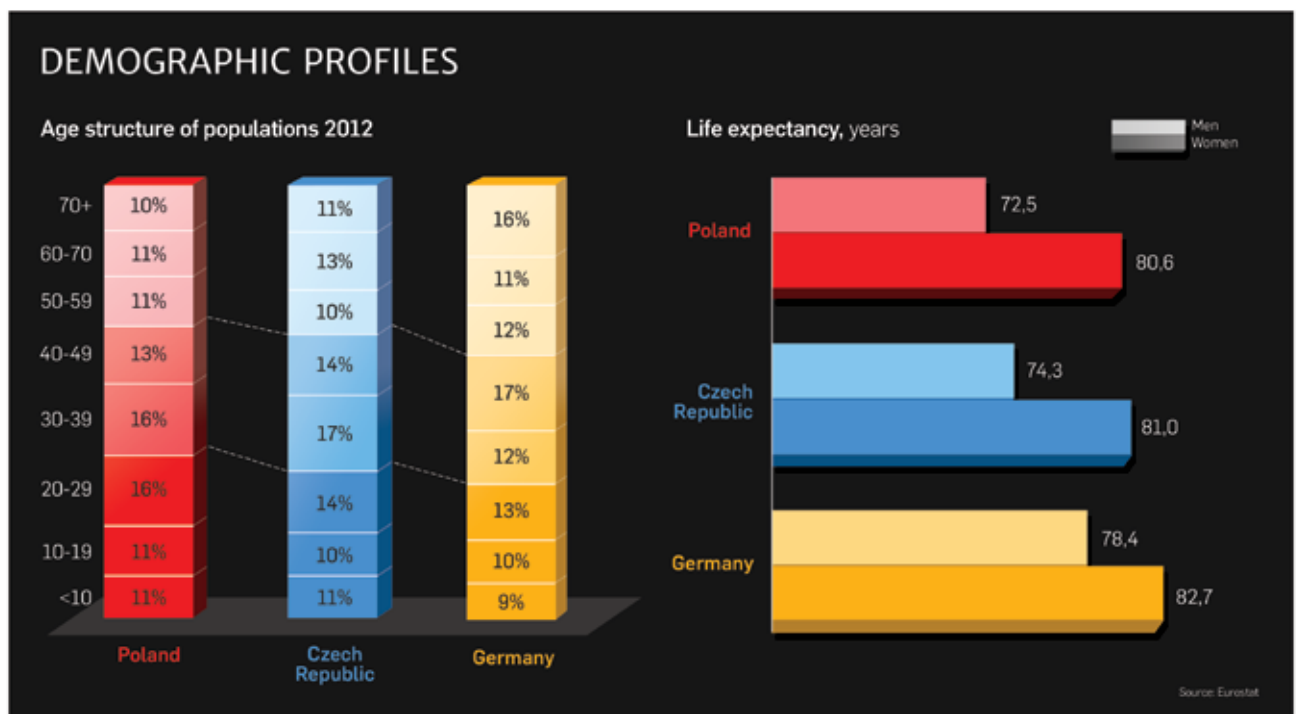 DEMOGRAPHIC PROFILES
Age structure of populations 2012
70+
60-70
50-59
40-49
30-39
20-29
10-19
<10
10%
11%
11%
13%
16%
16%
11%
11%
Poland
11%
13%
10%
14%
17%
14%
10%
11%
Czech
Republic
16%
11%
12%
17%
12%
13%
10%
9%
Germany
Life expectancy, years
Men
Women
Poland
72,5
80,6
Czech
Republic
74,3
81,0
Germany
78,4
82,7
Source: Eurostat